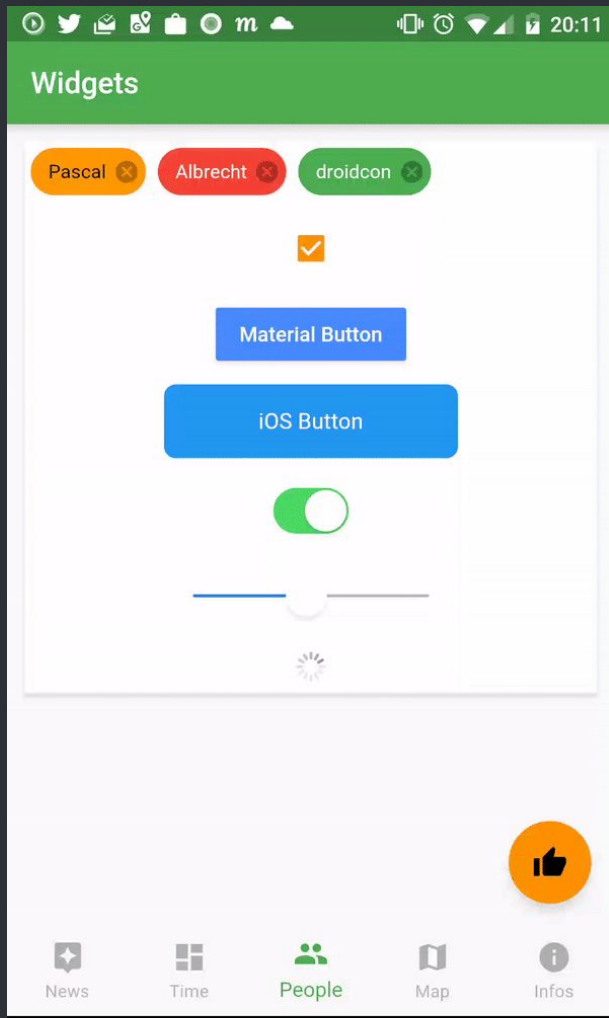 20:11
Widgets
Pascal Albrecht droidcon
Material Button
iOS Button
News Time People Map Infos